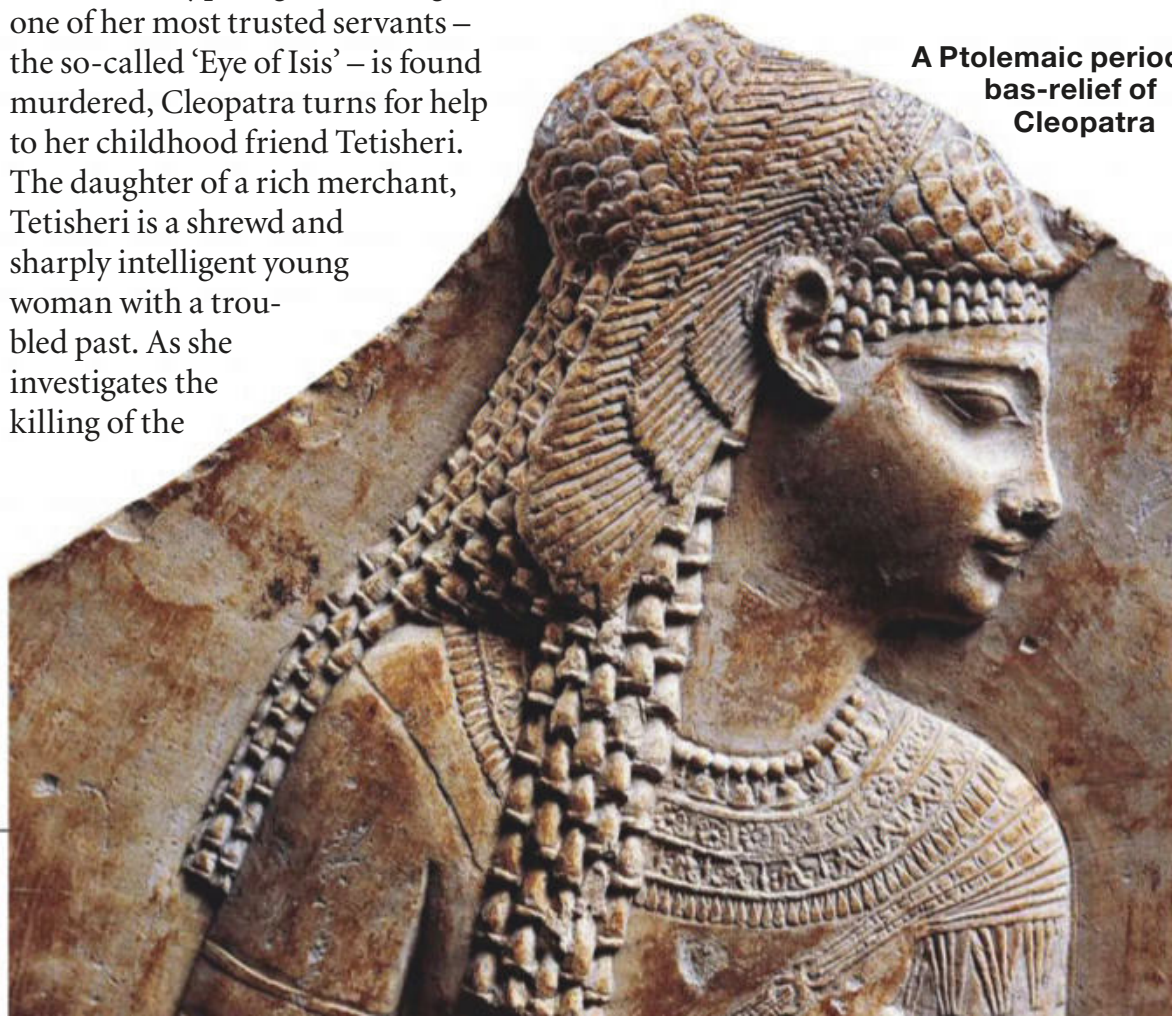 one of her most trusted servants –
the so-called ‘Eye of Isis’ – is found
murdered, Cleopatra turns for help
to her childhood friend Tetisheri.
The daughter of a rich merchant,
Tetisheri is a shrewd and
sharply intelligent young
woman with a trou-
bled past. As she
investigates the
killing of the
A Ptolemaic
bas-relief of
Cleopatra